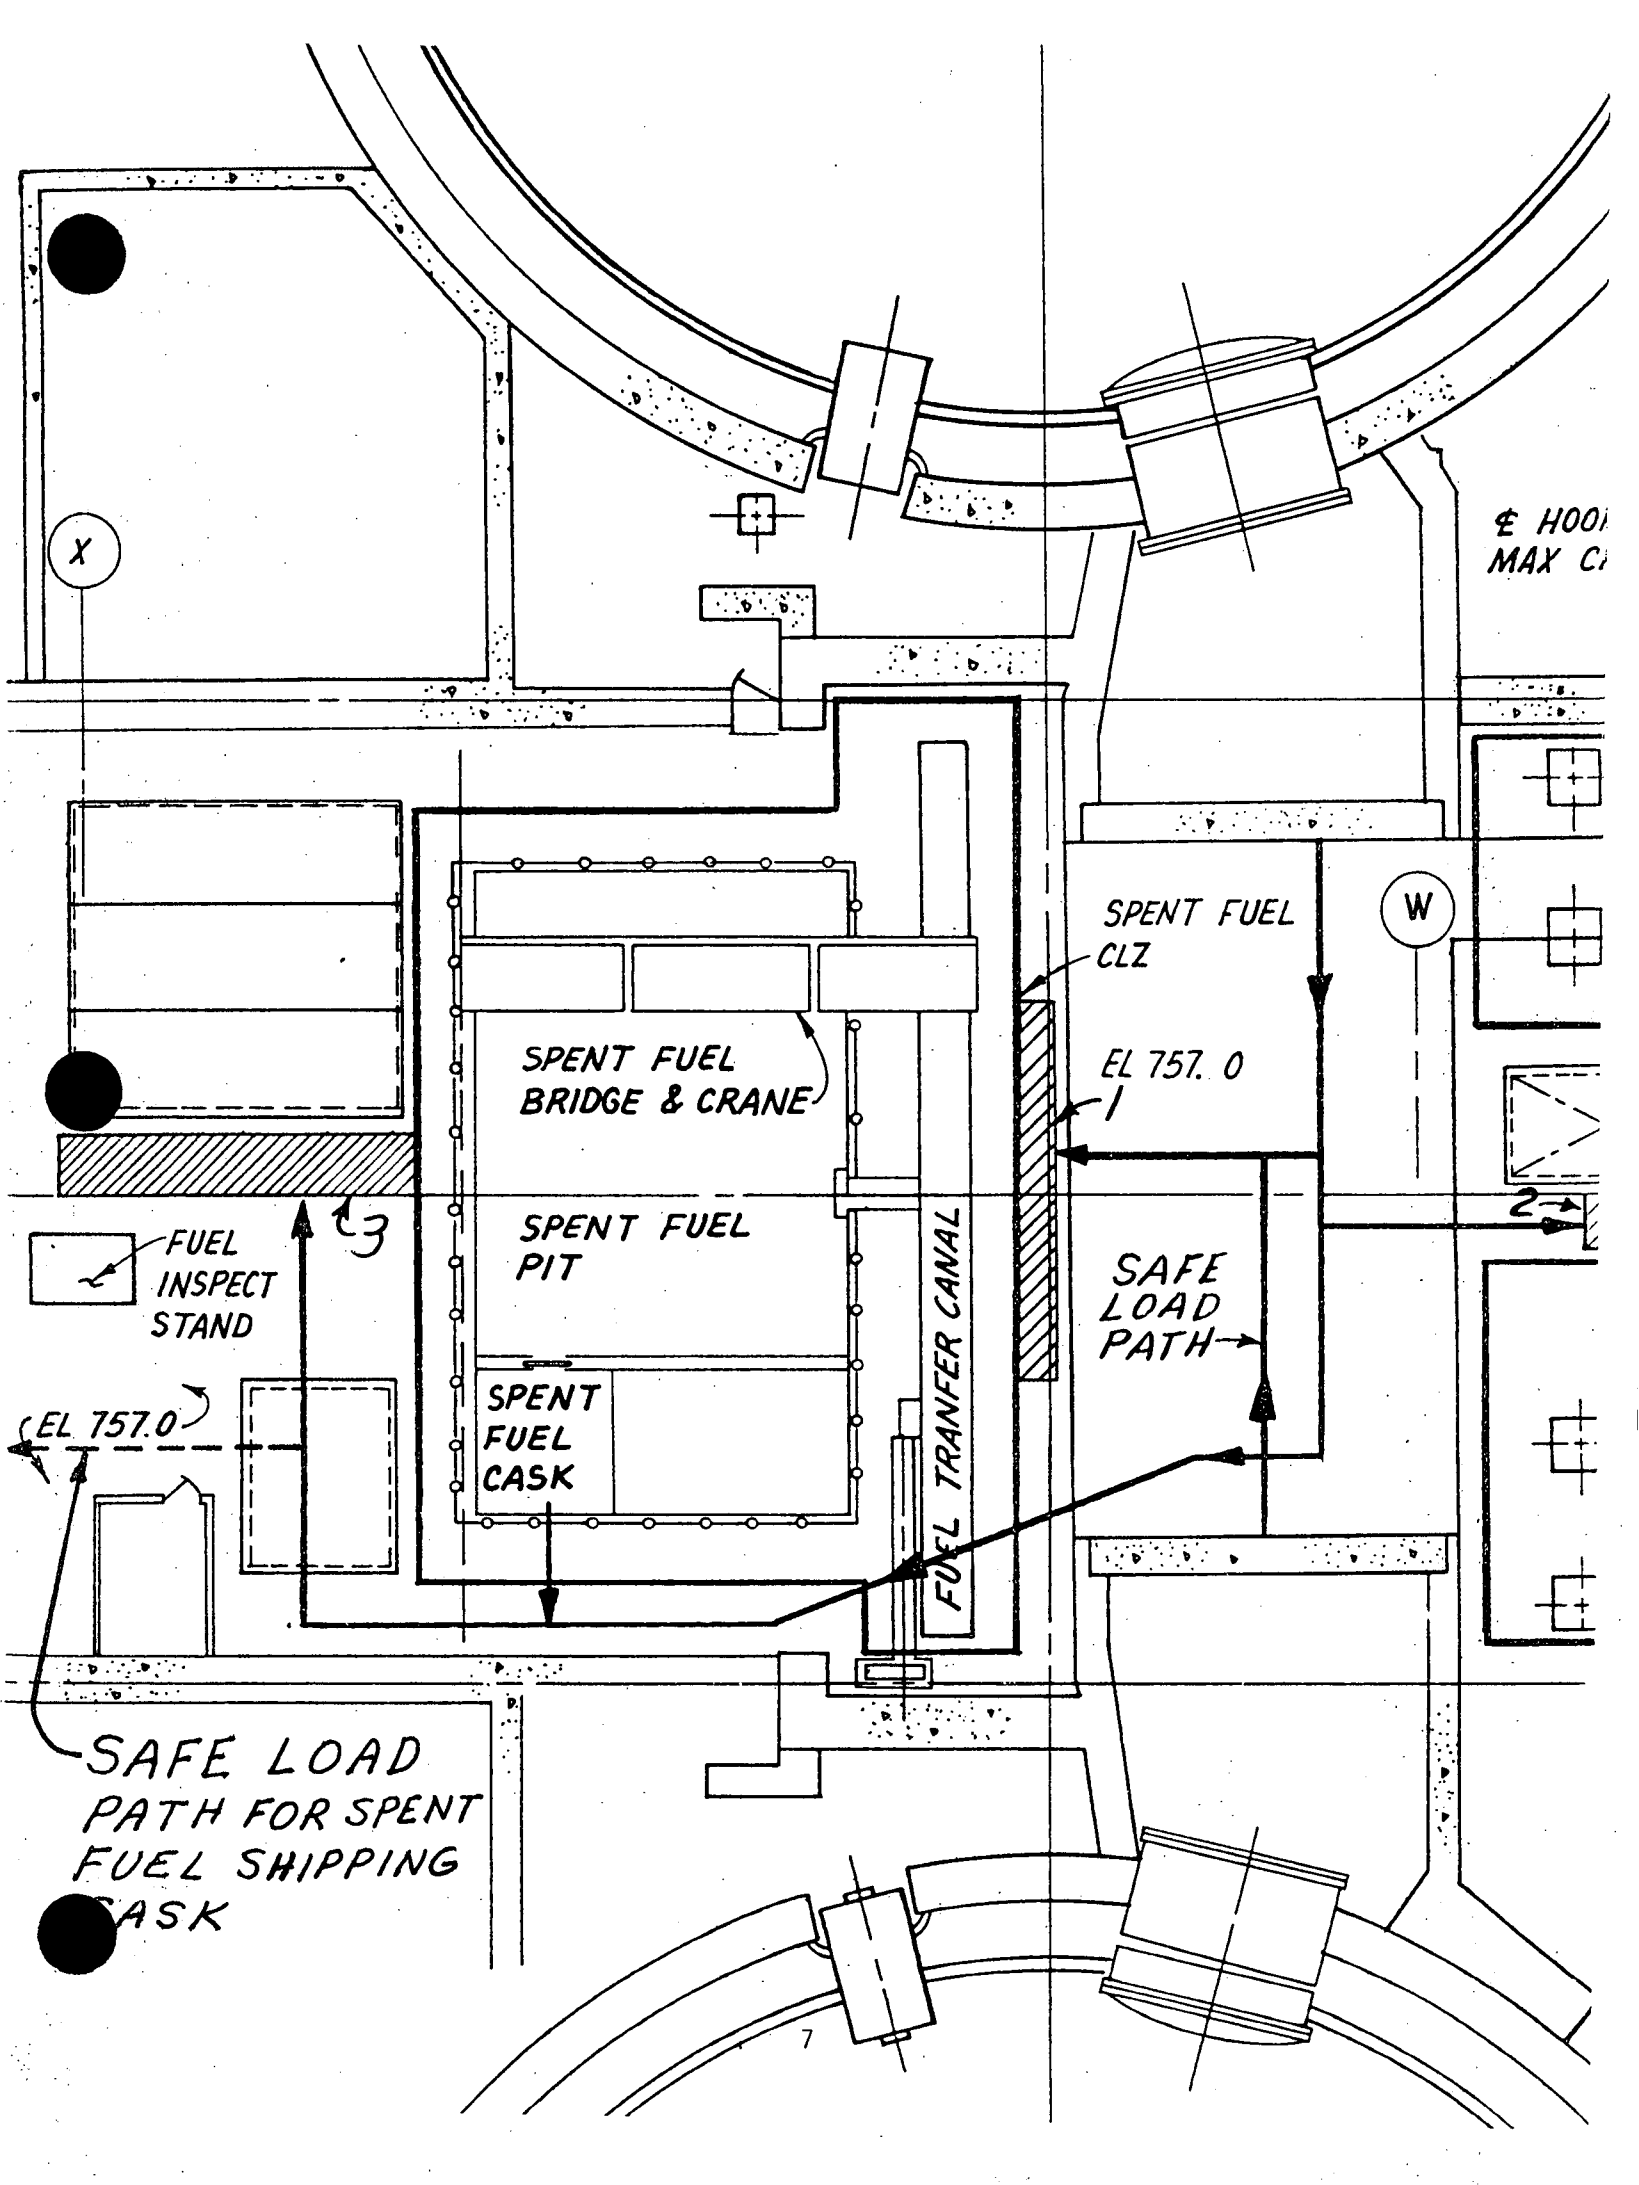 X
℄ HOO
MAX C
SPENT FUEL
CLZ
W
SPENT FUEL
BRIDGE & CRANE
EL 757.0
1
2
3
FUEL
INSPECT
STAND
SPENT FUEL
PIT
FUEL TRANFER CANAL
SAFE
LOAD
PATH
EL 757.0
SPENT
FUEL
CASK
SAFE LOAD
PATH FOR SPENT
FUEL SHIPPING
CASK
7